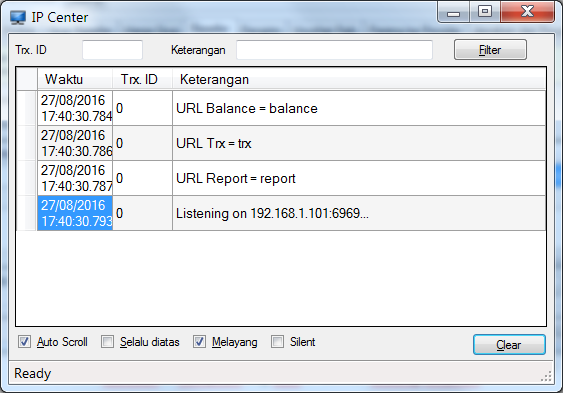 IP Center
Trx. ID
Keterangan
Filter
Waktu Trx. ID Keterangan
27/08/2016
17:40:30.784 0 URL Balance = balance
27/08/2016
17:40:30.786 0 URL Trx = trx
27/08/2016
17:40:30.787 0 URL Report = report
27/08/2016
17:40:30.793 0 Listening on 192.168.1.101:6969...
Auto Scroll Selalu diatas Melayang Silent Clear
Ready